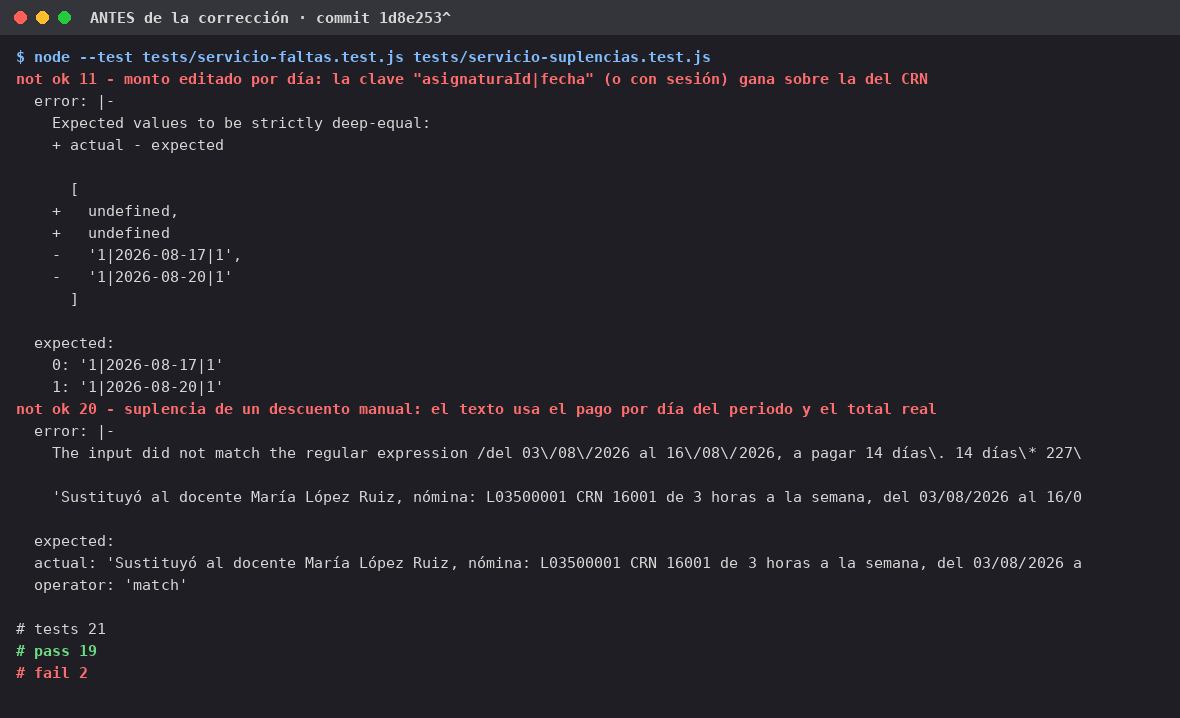 ANTES de la corrección · commit 1d8e253^
$ node --test tests/servicio-faltas.test.js tests/servicio-suplencias.test.js
not ok 11 - monto editado por día: la clave "asignaturaId|fecha" (o con sesión) gana sobre la del CRN
  error: |-
    Expected values to be strictly deep-equal:
    + actual - expected

      [
    +   undefined,
    +   undefined
    -   '1|2026-08-17|1',
    -   '1|2026-08-20|1'
      ]

  expected:
    0: '1|2026-08-17|1'
    1: '1|2026-08-20|1'
not ok 20 - suplencia de un descuento manual: el texto usa el pago por día del periodo y el total real
  error: |-
    The input did not match the regular expression /del 03\/08\/2026 al 16\/08\/2026, a pagar 14 días\. 14 días\* 227\

    'Sustituyó al docente María López Ruiz, nómina: L03500001 CRN 16001 de 3 horas a la semana, del 03/08/2026 al 16/0

  expected:
  actual: 'Sustituyó al docente María López Ruiz, nómina: L03500001 CRN 16001 de 3 horas a la semana, del 03/08/2026 a
  operator: 'match'

# tests 21
# pass 19
# fail 2